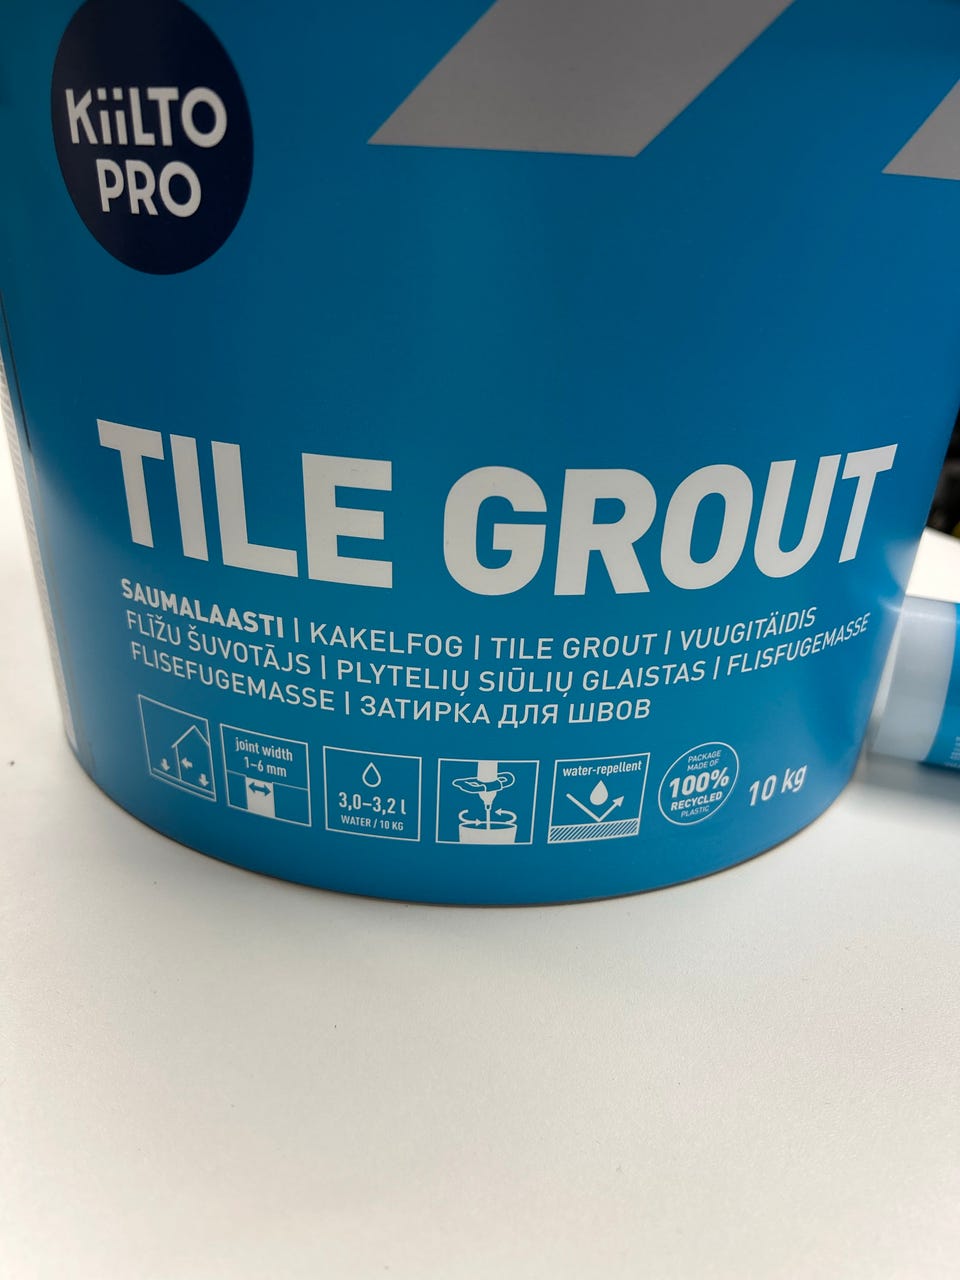 KiiLTO
PRO
TILE GROUT
SAUMALAASTI | KAKELFOG | TILE GROUT | VUUGITÄIDIS
FLĪŽU ŠUVOTĀJS | PLYTELIŲ SIŪLIŲ GLAISTAS | FLISFUGEMASSE
FLISEFUGEMASSE | ЗАТИРКА ДЛЯ ШВОВ
joint width
1–6 mm
3,0–3,2 l
WATER / 10 KG
water-repellent
PACKAGE
MADE OF
100%
RECYCLED
PLASTIC
10 kg